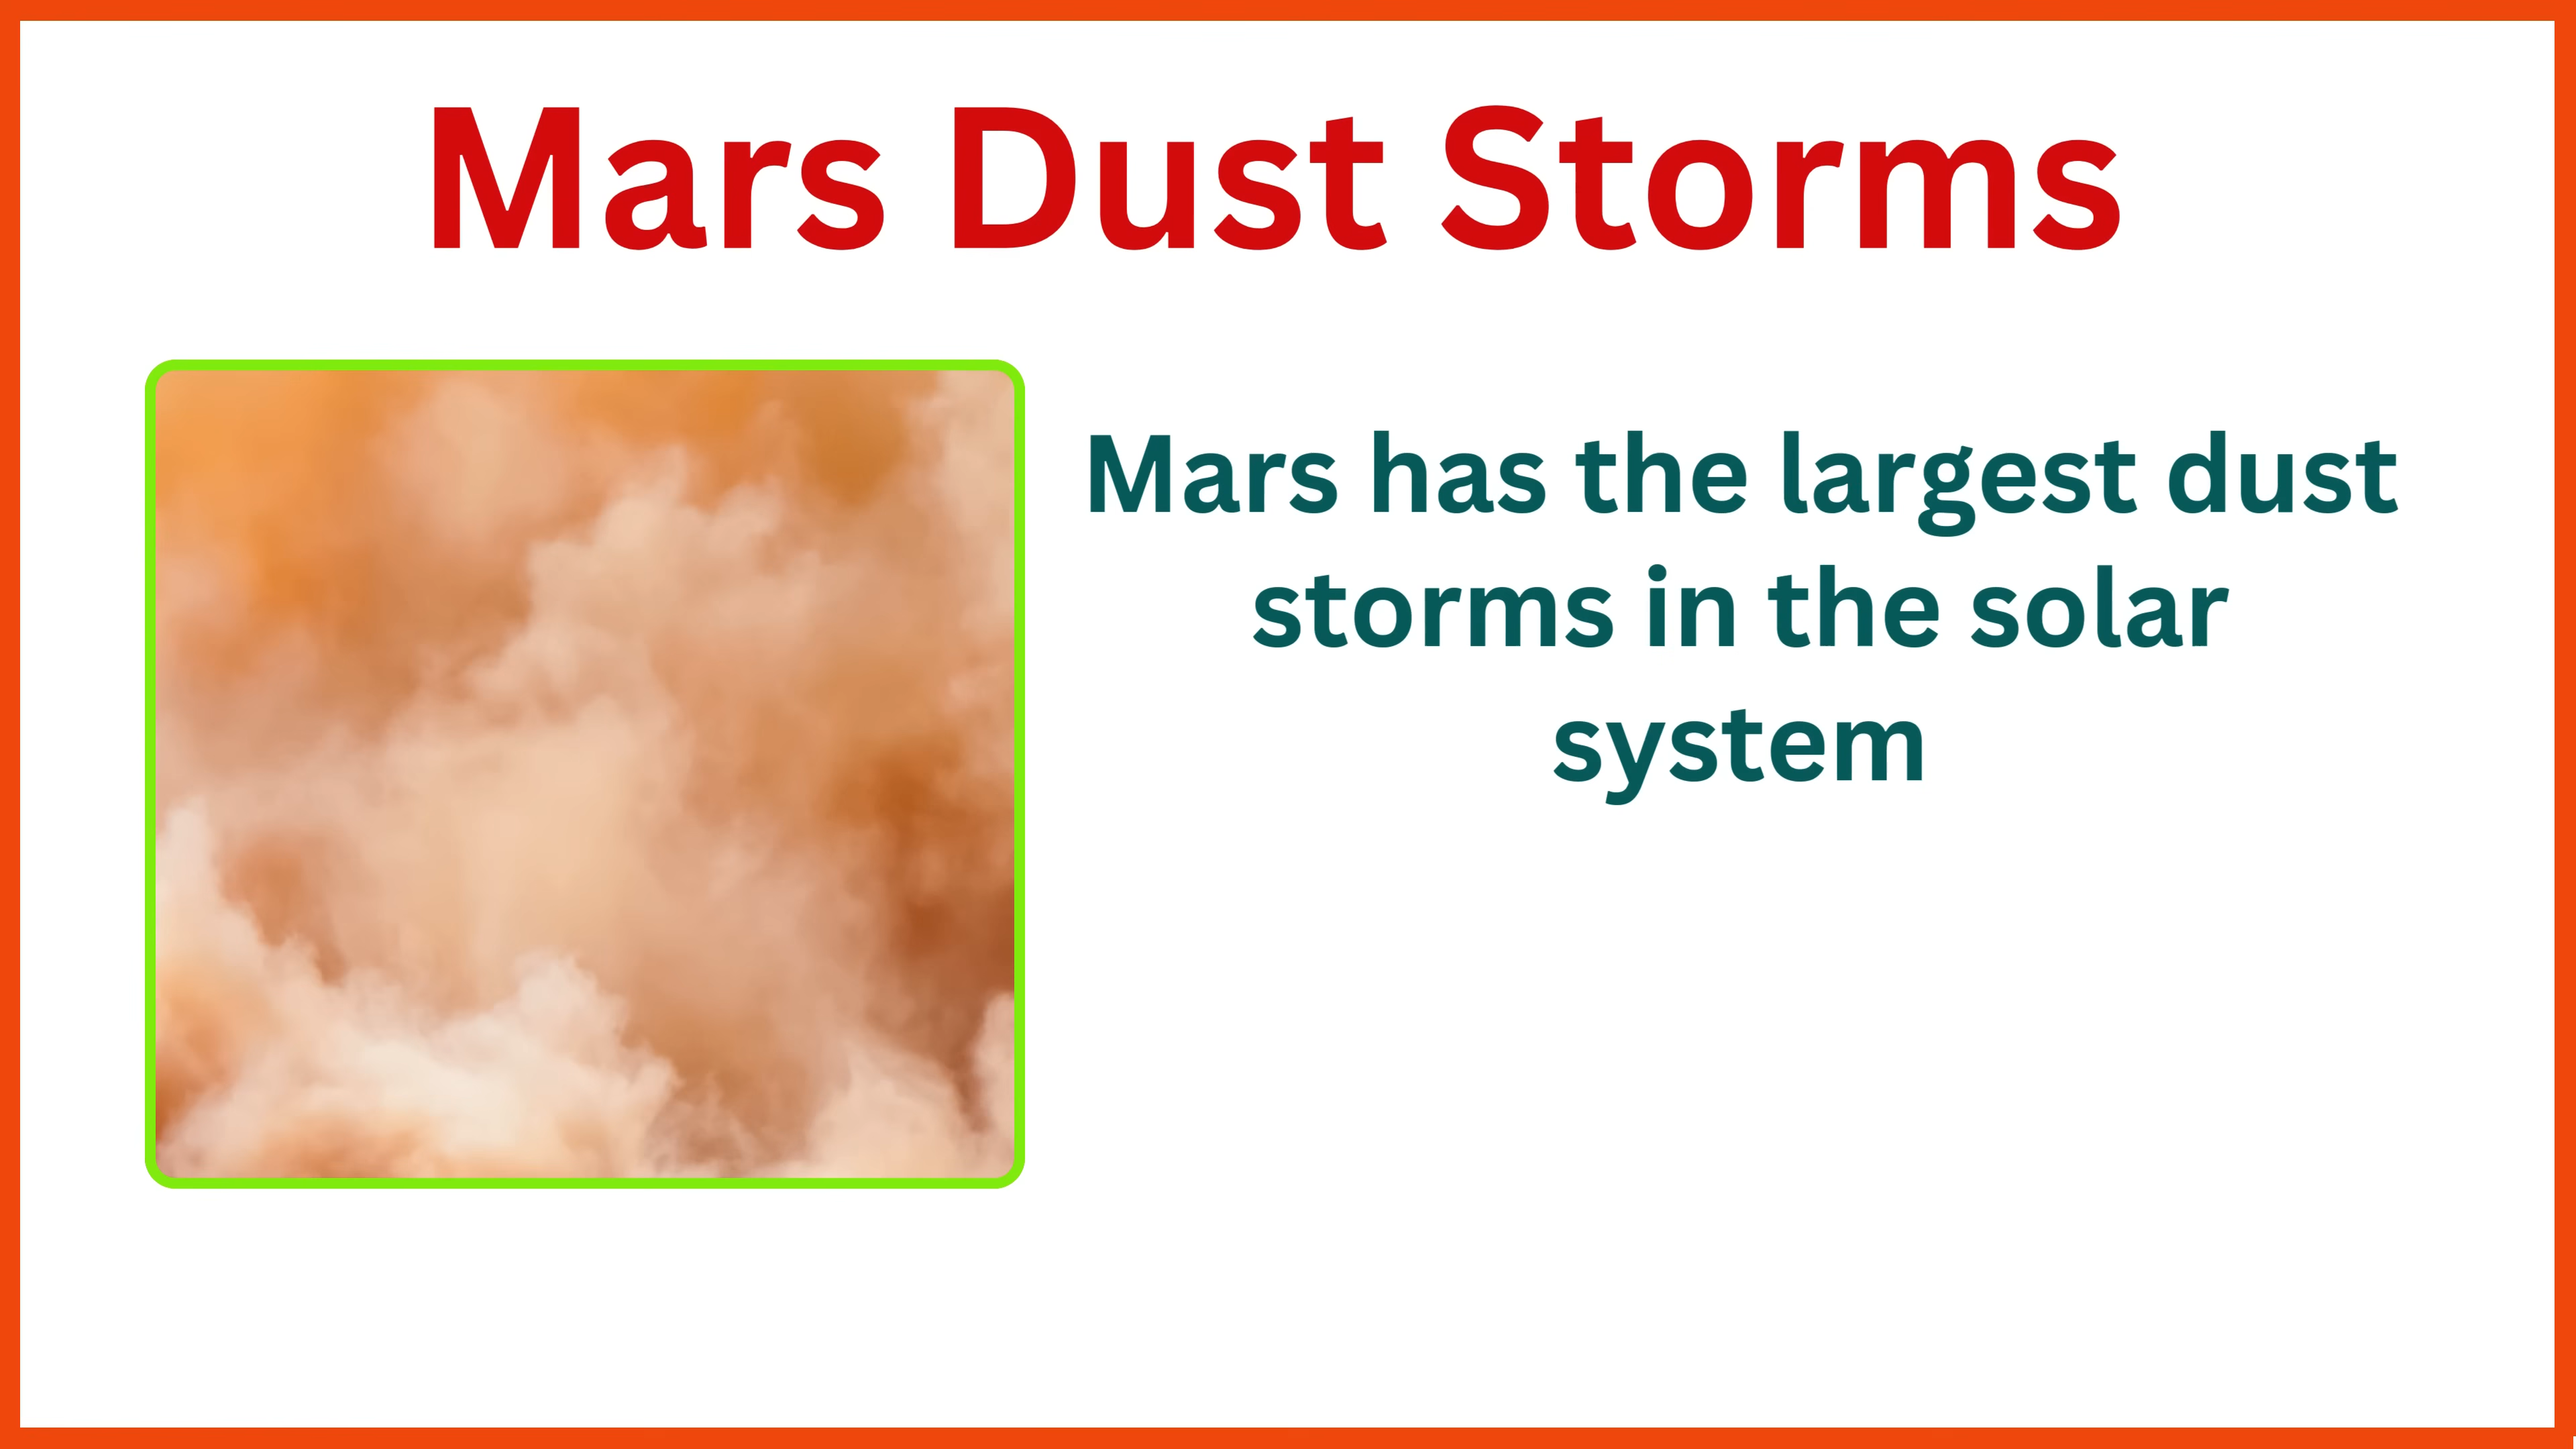 Mars Dust Storms
Mars has the largest dust
storms in the solar
system